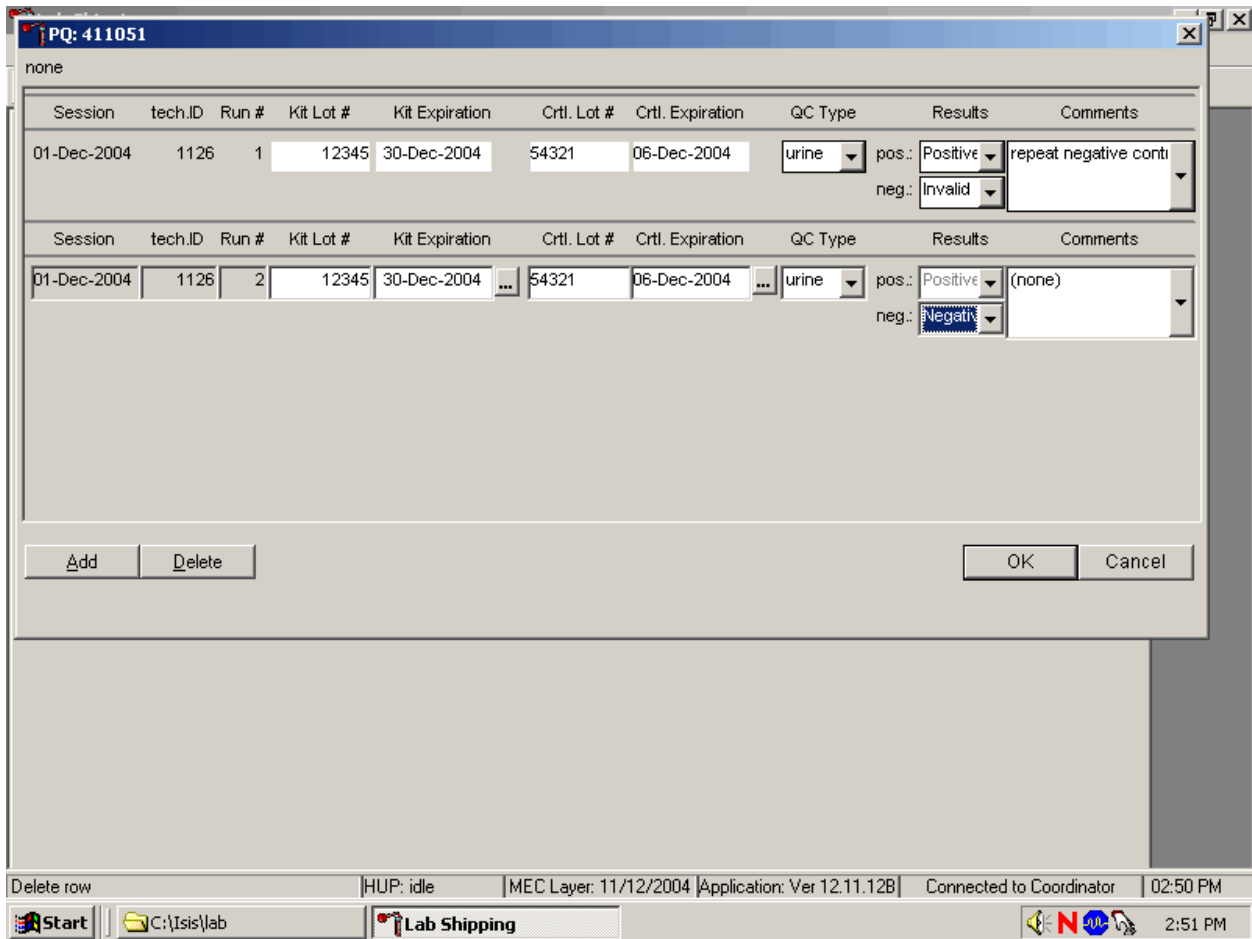 PQ: 411051
none
Session tech.ID Run # Kit Lot # Kit Expiration Crtl. Lot # Crtl. Expiration QC Type Results Comments
01-Dec-2004 1126 1 12345 30-Dec-2004 54321 06-Dec-2004 urine pos.: Positive repeat negative contr
neg.: Invalid
Session tech.ID Run # Kit Lot # Kit Expiration Crtl. Lot # Crtl. Expiration QC Type Results Comments
01-Dec-2004 1126 2 12345 30-Dec-2004 ... 54321 06-Dec-2004 ... urine pos.: Positive (none)
neg.: Negativ
Add Delete OK Cancel
Delete row HUP: idle MEC Layer: 11/12/2004 Application: Ver 12.11.12B Connected to Coordinator 02:50 PM
Start C:\Isis\lab Lab Shipping N 2:51 PM